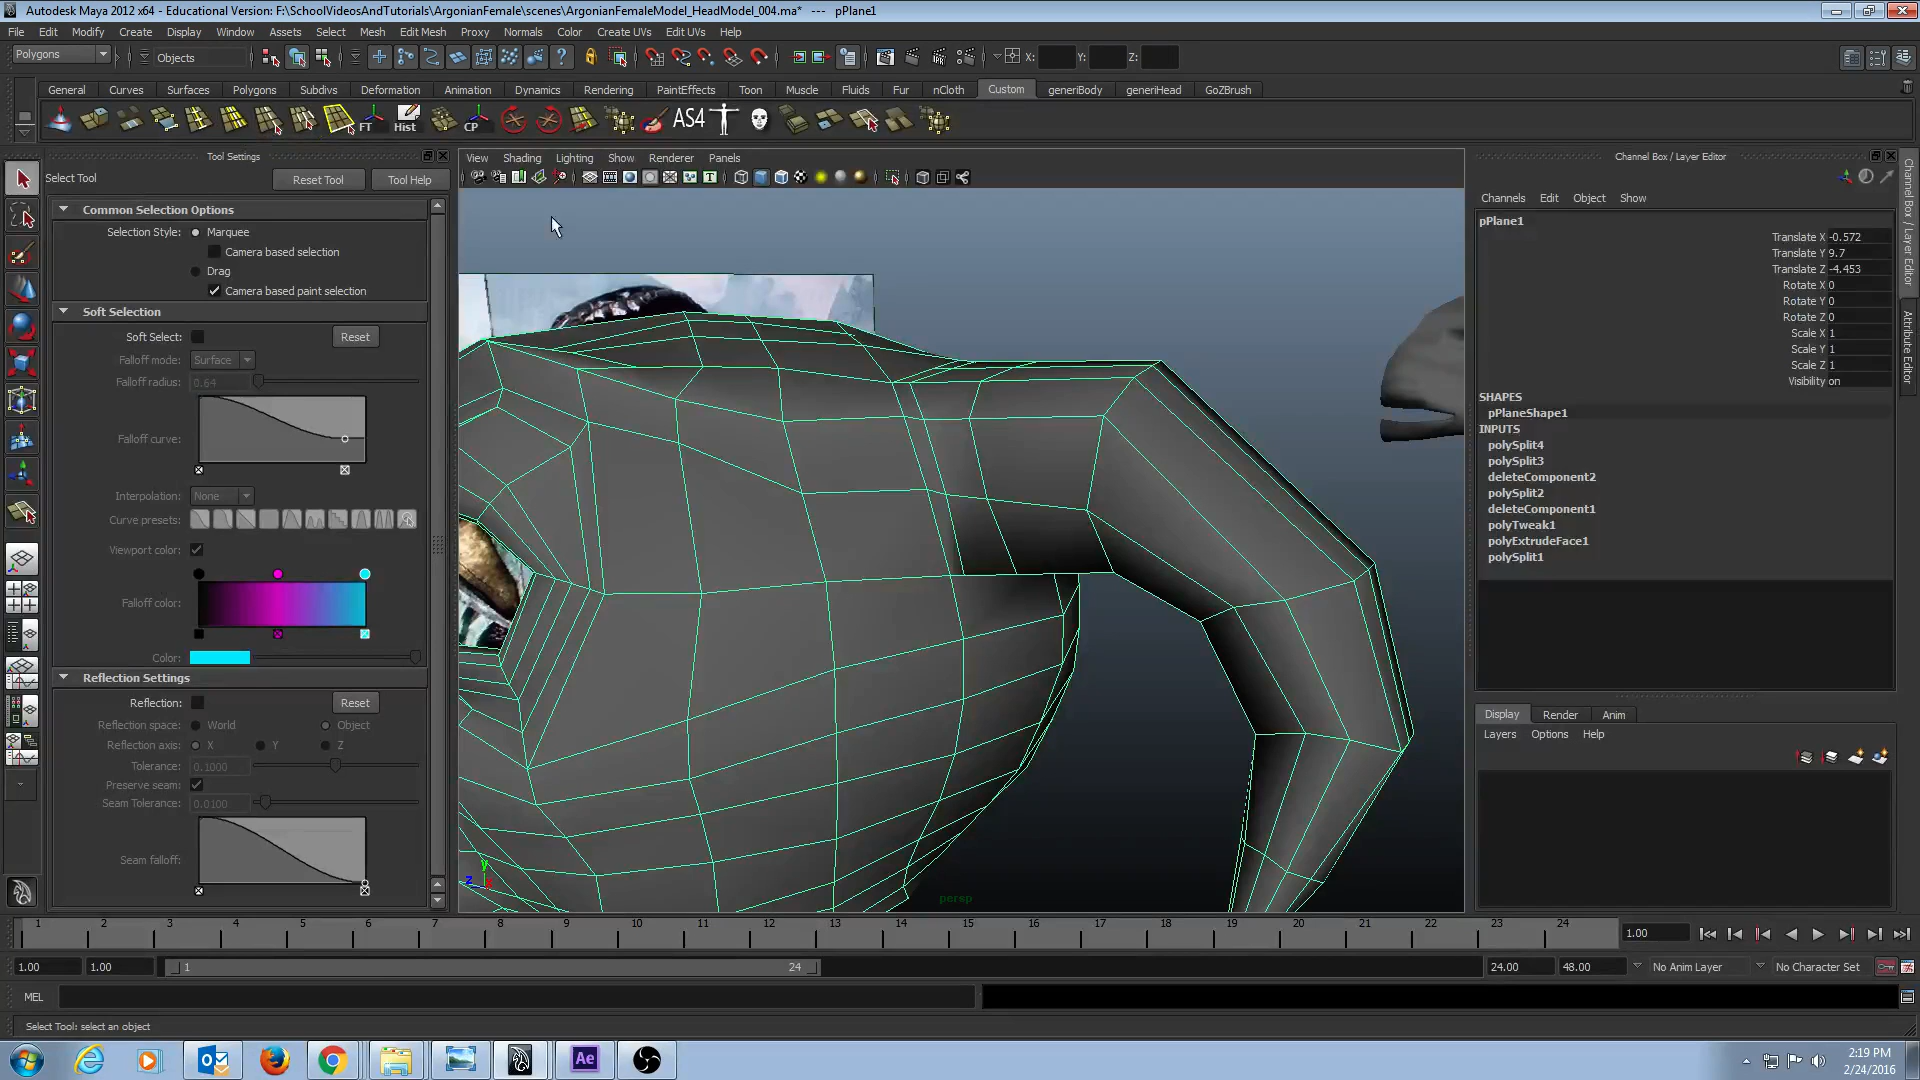 Autodesk Maya 2012 x64 - Educational Version: F:\SchoolVideosAndTutorials\ArgonianFemale\scenes\ArgonianFemaleModel_HeadModel_004.ma* --- pPlane1
File Edit Modify Create Display Window Assets Select Mesh Edit Mesh Proxy Normals Color Create UVs Edit UVs Help
Polygons Objects X: Y: Z:
General Curves Surfaces Polygons Subdivs Deformation Animation Dynamics Rendering PaintEffects Toon Muscle Fluids Fur nCloth Custom generiBody generiHead GoZBrush
FT Hist CP AS4
Tool Settings
Select Tool Reset Tool Tool Help
Common Selection Options
Selection Style: Marquee
Camera based selection
Drag
Camera based paint selection
Soft Selection
Soft Select: Reset
Falloff mode: Surface
Falloff radius: 0.64
Falloff curve:
Interpolation: None
Curve presets:
Viewport color:
Falloff color:
Color:
Reflection Settings
Reflection: Reset
Reflection space: World Object
Reflection axis: X Y Z
Tolerance: 0.1000
Preserve seam:
Seam Tolerance: 0.0100
Seam falloff:
View Shading Lighting Show Renderer Panels
y
z
persp
Channel Box / Layer Editor
Channels Edit Object Show
pPlane1
Translate X -0.572
Translate Y 9.7
Translate Z -4.453
Rotate X 0
Rotate Y 0
Rotate Z 0
Scale X 1
Scale Y 1
Scale Z 1
Visibility on
SHAPES
pPlaneShape1
INPUTS
polySplit4
polySplit3
deleteComponent2
polySplit2
deleteComponent1
polyTweak1
polyExtrudeFace1
polySplit1
Display Render Anim
Layers Options Help
Channel Box / Layer Editor
Attribute Editor
1 2 3 4 5 6 7 8 9 10 11 12 13 14 15 16 17 18 19 20 21 22 23 24 1.00
1.00 1.00 1 24 24.00 48.00 No Anim Layer No Character Set
MEL
Select Tool: select an object
Ae
2:19 PM
2/24/2016